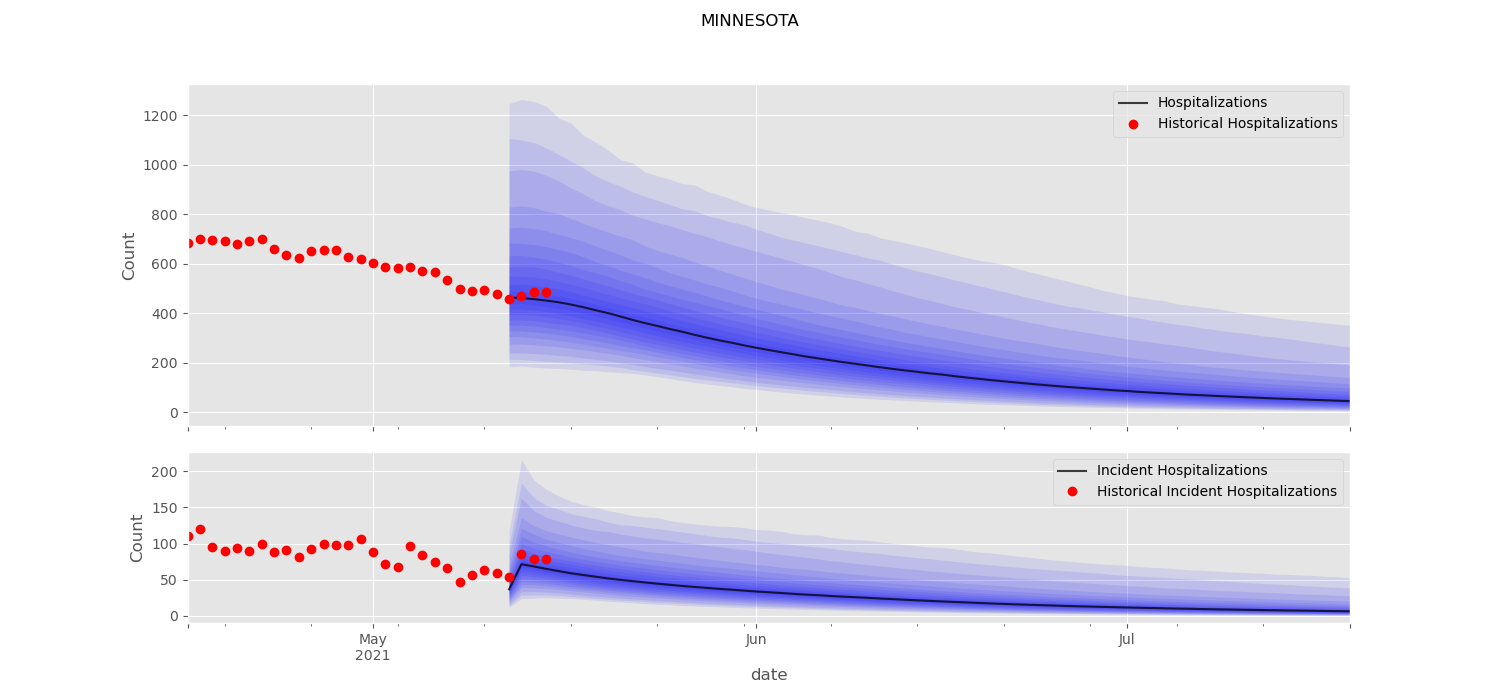 MINNESOTA
Count
1200
1000
800
600
400
200
0
Hospitalizations
Historical Hospitalizations
Count
200
150
100
50
0
Incident Hospitalizations
Historical Incident Hospitalizations
May
2021
Jun
Jul
date